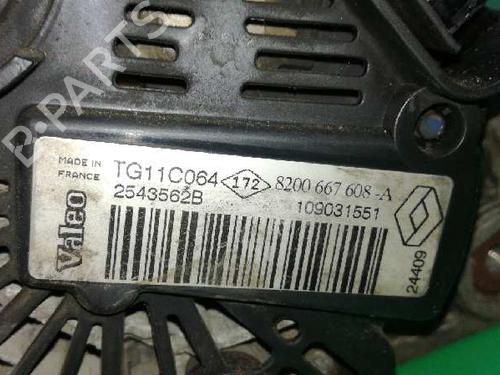 B-PARTS
MADE IN
FRANCE
TG11C064
172
8200 667 608-A
2543562B
109031551
Valeo
24409